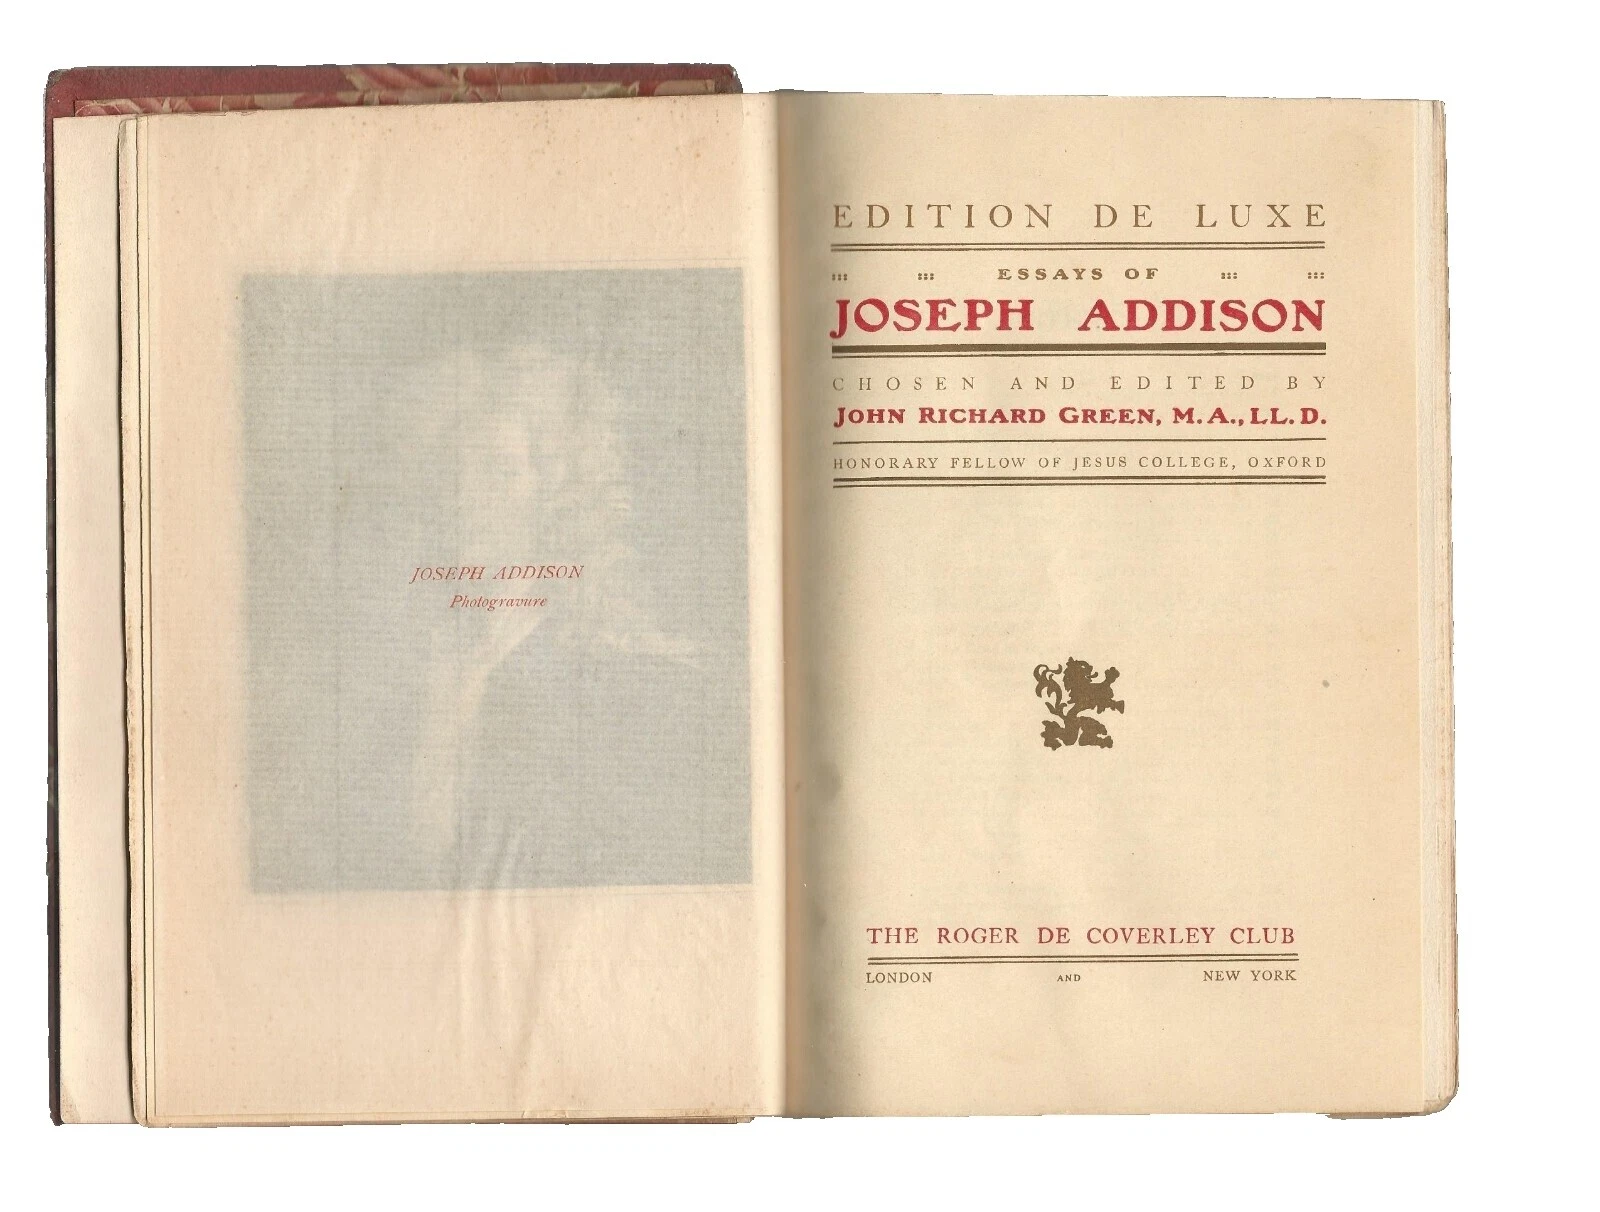 JOSEPH ADDISON
Photogravure
EDITION DE LUXE
ESSAYS OF
JOSEPH ADDISON
CHOSEN AND EDITED BY
JOHN RICHARD GREEN, M.A., LL.D.
HONORARY FELLOW OF JESUS COLLEGE, OXFORD
THE ROGER DE COVERLEY CLUB
LONDON AND NEW YORK